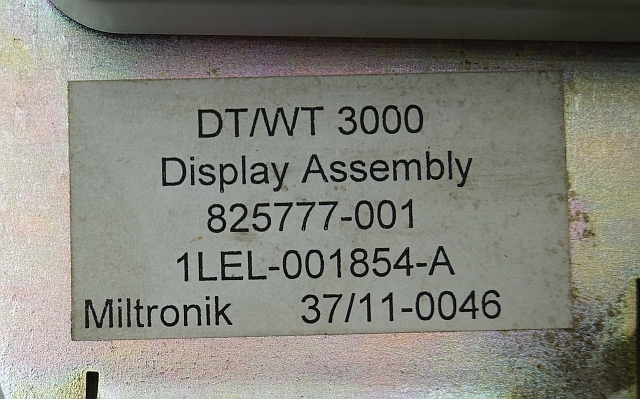 DT/WT 3000
Display Assembly
825777-001
1LEL-001854-A
Miltronik 37/11-0046